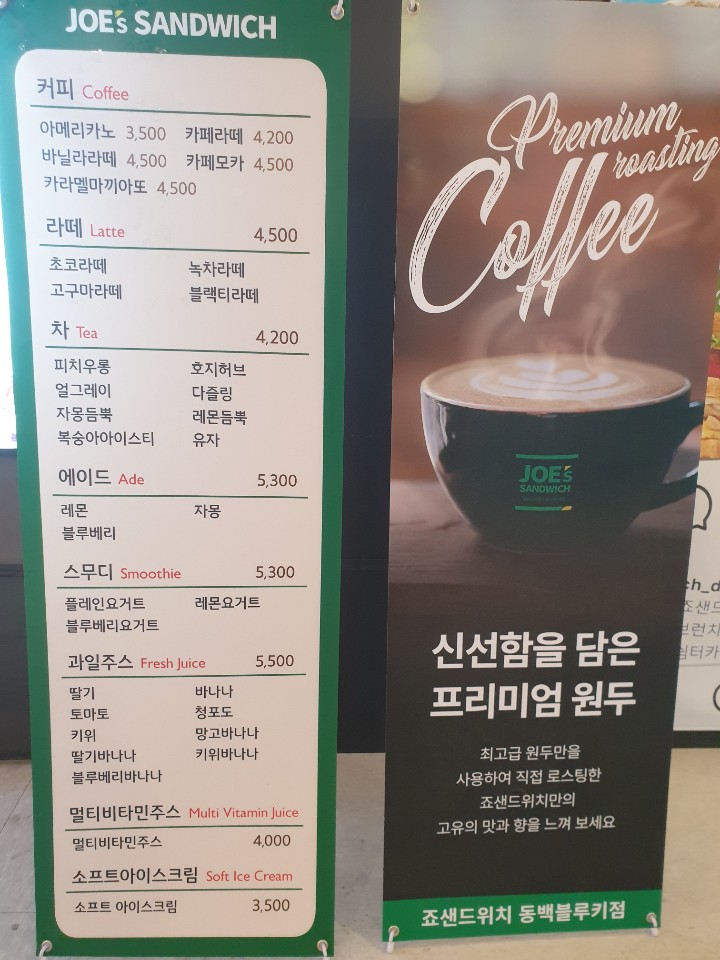 JOE's SANDWICH
커피 Coffee
아메리카노 3,500 카페라떼 4,200
바닐라라떼 4,500 카페모카 4,500
카라멜마끼아또 4,500
라떼 Latte 4,500
초코라떼 녹차라떼
고구마라떼 블랙티라떼
차 Tea 4,200
피치우롱 호지허브
얼그레이 다즐링
자몽듬뿍 레몬듬뿍
복숭아아이스티 유자
에이드 Ade 5,300
레몬 자몽
블루베리
스무디 Smoothie 5,300
플레인요거트 레몬요거트
블루베리요거트
과일주스 Fresh Juice 5,500
딸기 바나나
토마토 청포도
키위 망고바나나
딸기바나나 키위바나나
블루베리바나나
멀티비타민주스 Multi Vitamin Juice
멀티비타민주스 4,000
소프트아이스크림 Soft Ice Cream
소프트 아이스크림 3,500
Premium
roasting
Coffee
JOE's
SANDWICH
신선함을 담은
프리미엄 원두
최고급 원두만을
사용하여 직접 로스팅한
죠샌드위치만의
고유의 맛과 향을 느껴 보세요
죠샌드위치 동백블루키점